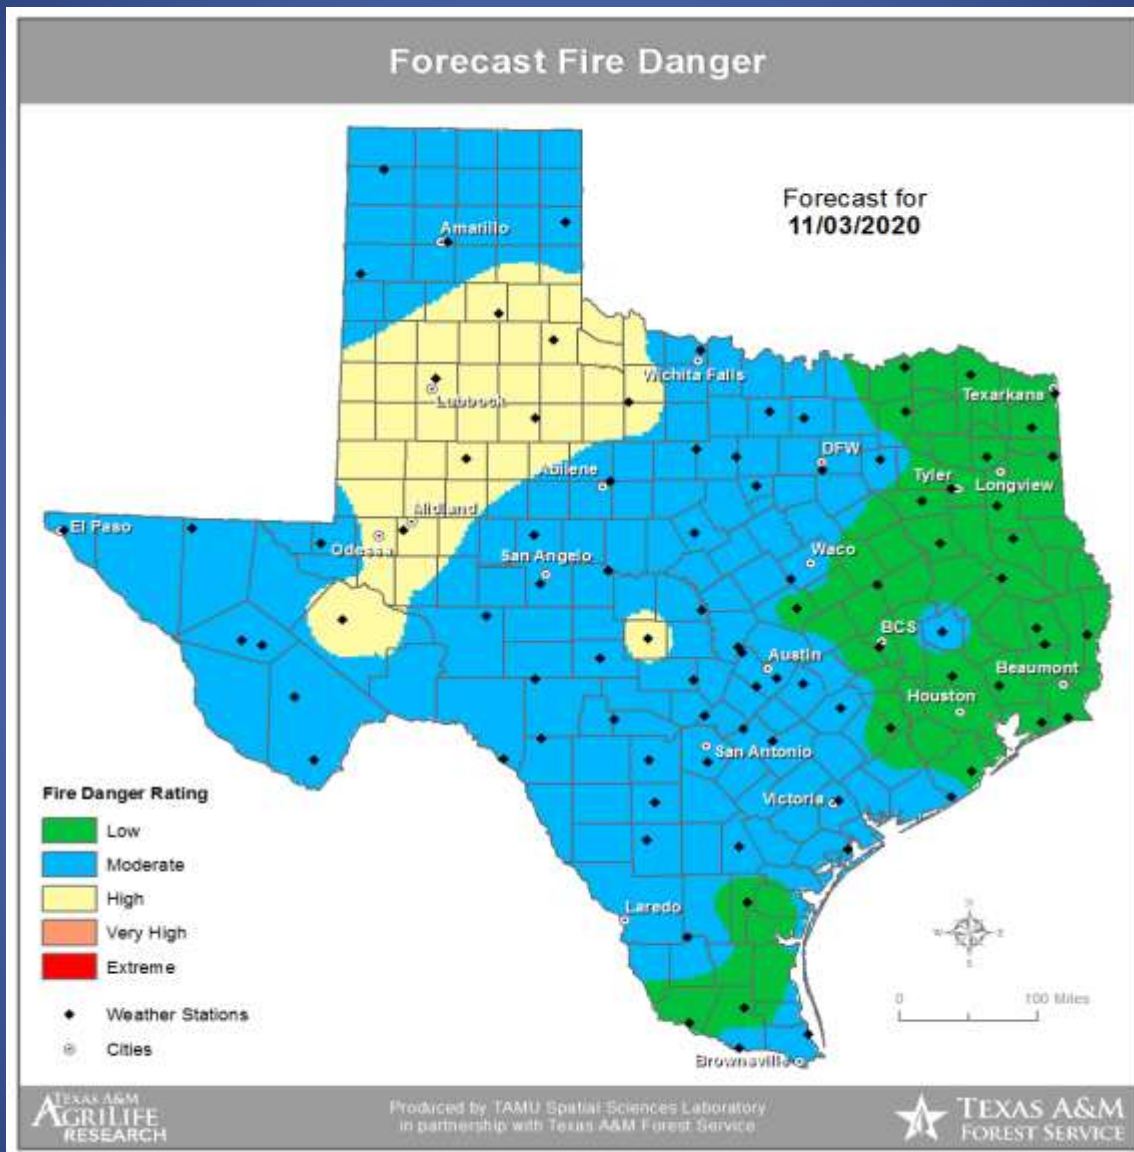 Forecast Fire Danger
Forecast for
11/03/2020
Amarillo
Wichita Falls
Lubbock
Texarkana
DFW
Abilene
Tyler
Longview
Midland
El Paso
Odessa
San Angelo
Waco
BCS
Austin
Beaumont
Houston
San Antonio
Victoria
Laredo
Brownsville
Fire Danger Rating
Low
Moderate
High
Very High
Extreme
Weather Stations
Cities
N
W E
S
0 100 Miles
TEXAS A&M
AGRILIFE
RESEARCH
Produced by TAMU Spatial Sciences Laboratory
in partnership with Texas A&M Forest Service
TEXAS A&M
FOREST SERVICE